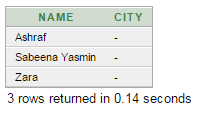 NAME CITY
Ashraf -
Sabeena Yasmin -
Zara -
3 rows returned in 0.14 seconds